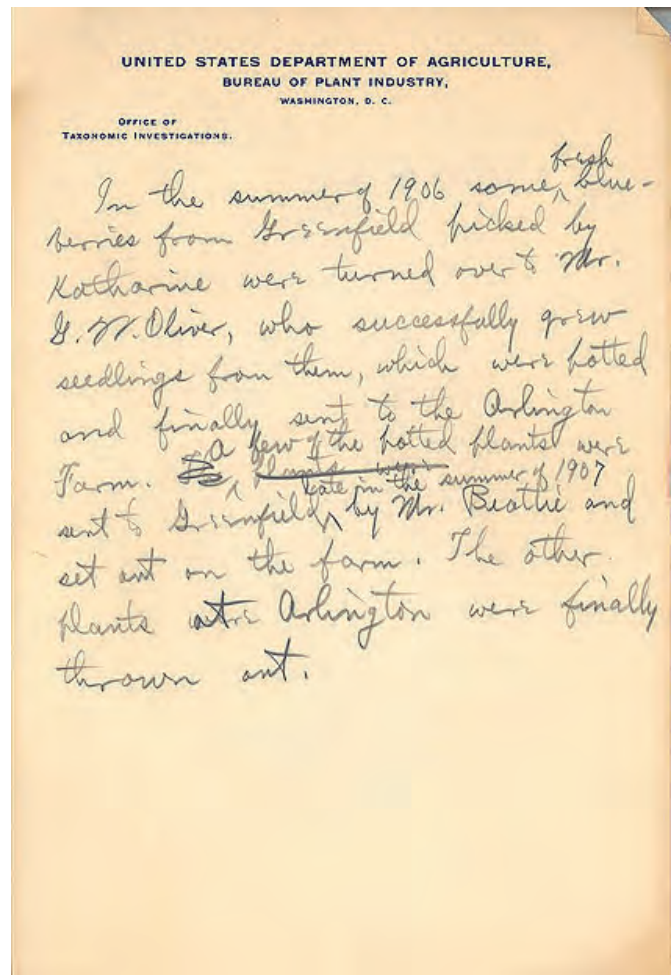 UNITED STATES DEPARTMENT OF AGRICULTURE,
BUREAU OF PLANT INDUSTRY,
WASHINGTON, D. C.
OFFICE OF
TAXONOMIC INVESTIGATIONS.
fresh
In the summer of 1906 some blue-
berries from Greenfield picked by
Katharine were turned over to Mr.
G. W. Oliver, who successfully grew
seedlings from them, which were potted
and finally sent to the Arlington
A few of the potted plants were
Farm. plants were
late in the summer of 1907
sent to Greenfield by Mr. Beattie and
set out on the farm. The other
plants at Arlington were finally
thrown out.